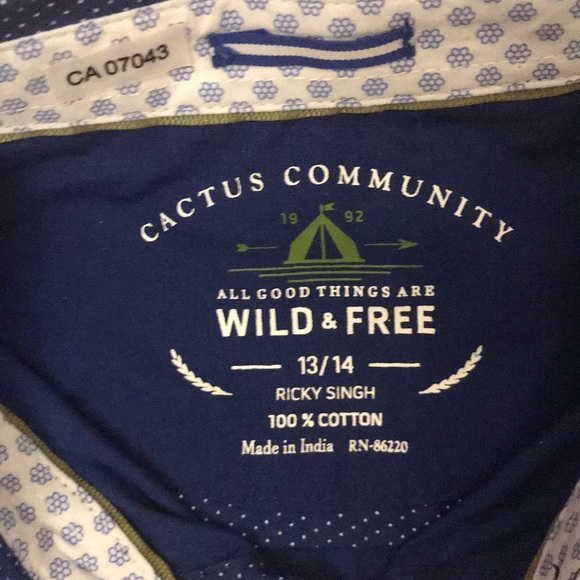 CA 07043
CACTUS COMMUNITY
19 92
ALL GOOD THINGS ARE
WILD & FREE
13/14
RICKY SINGH
100 % COTTON
Made in India RN-86220